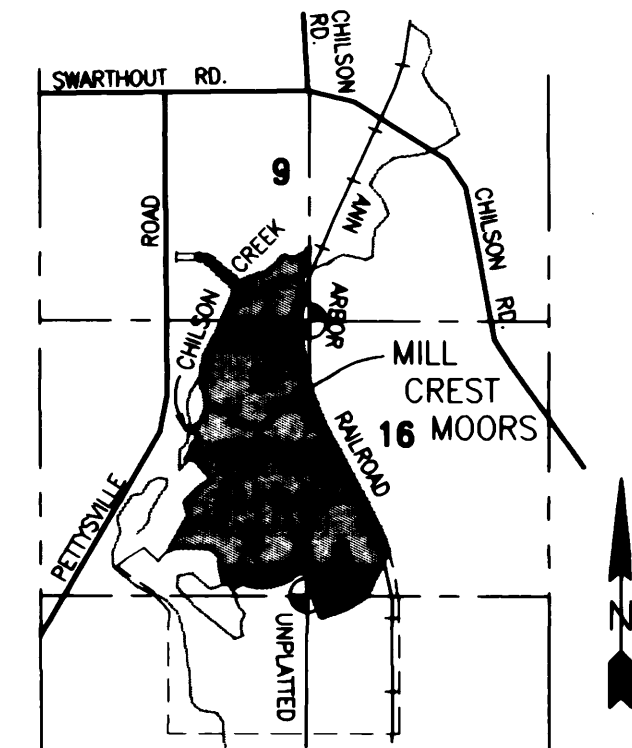 CHILSON
RD.
SWARTHOUT RD.
9
ANN
ROAD
CREEK
CHILSON
CHILSON RD.
ARBOR
MILL
CREST
16 MOORS
RAILROAD
PETTYSVILLE
UNPLATTED
N